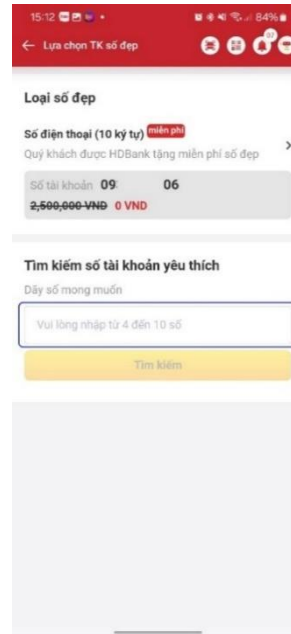 15:12 84%
← Lựa chọn TK số đẹp
Loại số đẹp
Số điện thoại (10 ký tự) miễn phí
Quý khách được HDBank tặng miễn phí số đẹp
Số tài khoản 09 06
2,500,000 VND 0 VND
Tìm kiếm số tài khoản yêu thích
Dãy số mong muốn
Vui lòng nhập từ 4 đến 10 số
Tìm kiếm